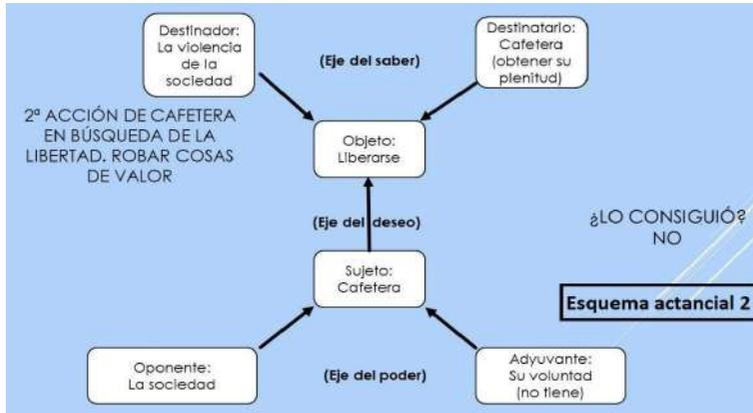 Destinador:
La violencia
de la
sociedad
(Eje del saber)
Destinatario:
Cafetera
(obtener su
plenitud)
2ª ACCIÓN DE CAFETERA
EN BÚSQUEDA DE LA
LIBERTAD. ROBAR COSAS
DE VALOR
Objeto:
Liberarse
(Eje del deseo)
¿LO CONSIGUIÓ?
NO
Sujeto:
Cafetera
Esquema actancial 2
Oponente:
La sociedad
(Eje del poder)
Adyuvante:
Su voluntad
(no tiene)